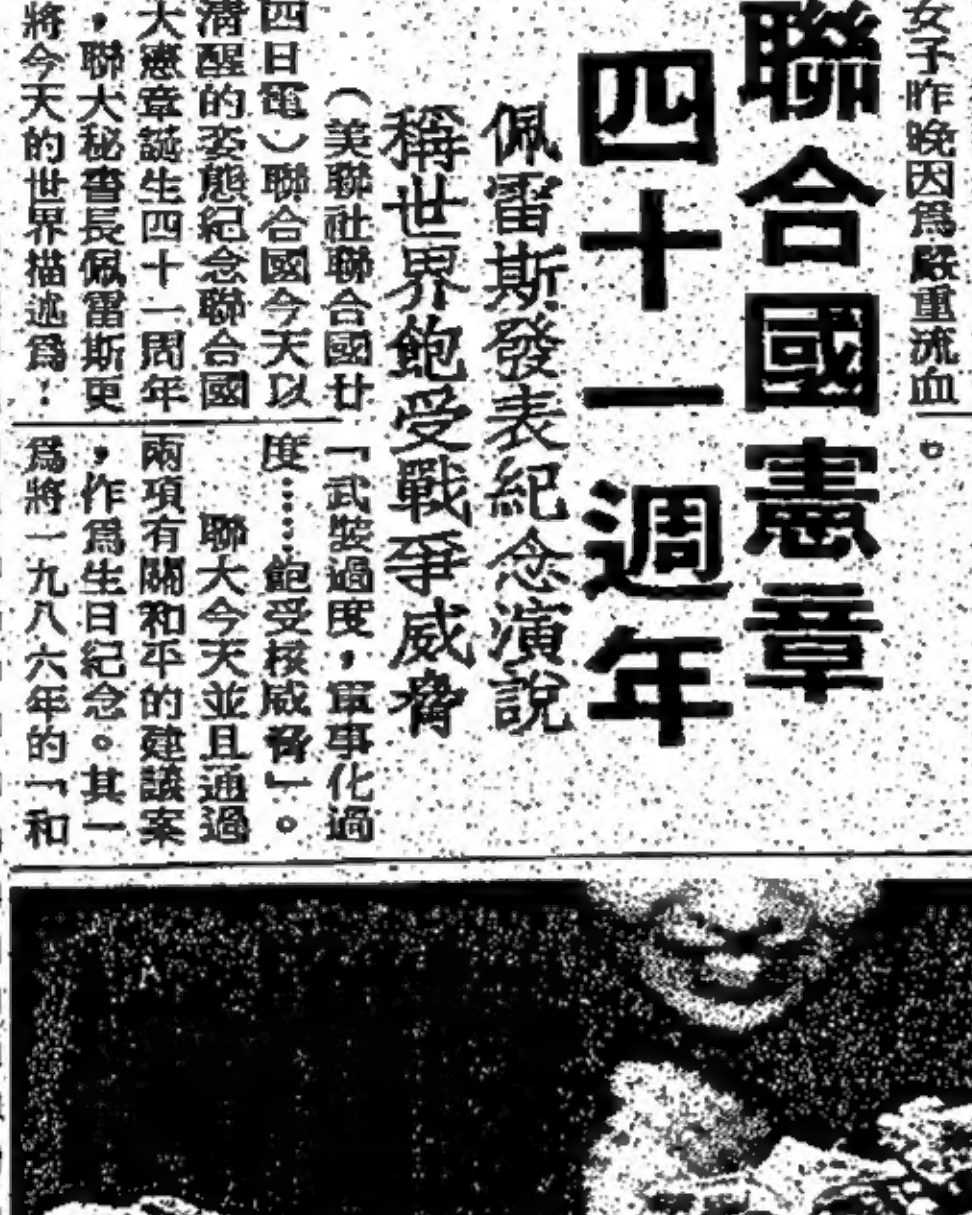 女子昨晚因爲嚴重流血
。
聯合國憲章
四十一週年
佩雷斯發表紀念演說
稱世界飽受戰爭威脅
（美聯社聯合國廿
四日電）聯合國今天以
清醒的姿態紀念聯合國
大憲章誕生四十一周年
，聯大秘書長佩雷斯更
將今天的世界描述爲：
「武裝過度，軍事化過
度……飽受核威脅」。
聯大今天並且通過
兩項有關和平的建議案
，作爲生日紀念。其一
爲將一九八六年的「和